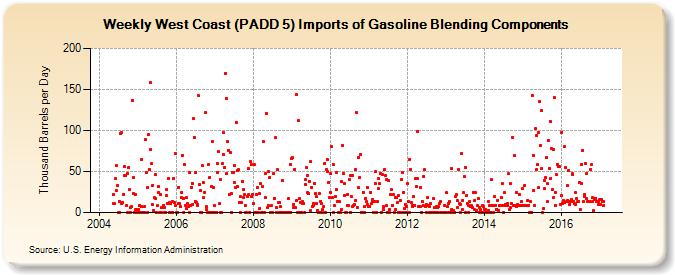 Weekly West Coast (PADD 5) Imports of Gasoline Blending Components
Thousand Barrels per Day
200
150
100
50
0
2004 2006 2008 2010 2012 2014 2016
Source: U.S. Energy Information Administration